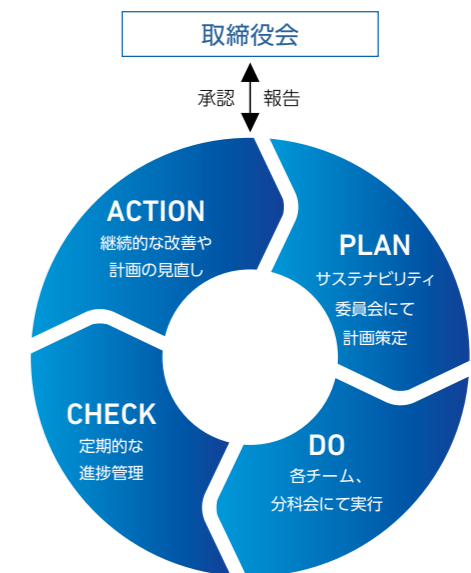 取締役会
承認 報告
ACTION
継続的な改善や
計画の見直し
PLAN
サステナビリティ
委員会にて
計画策定
DO
各チーム、
分科会にて実行
CHECK
定期的な
進捗管理